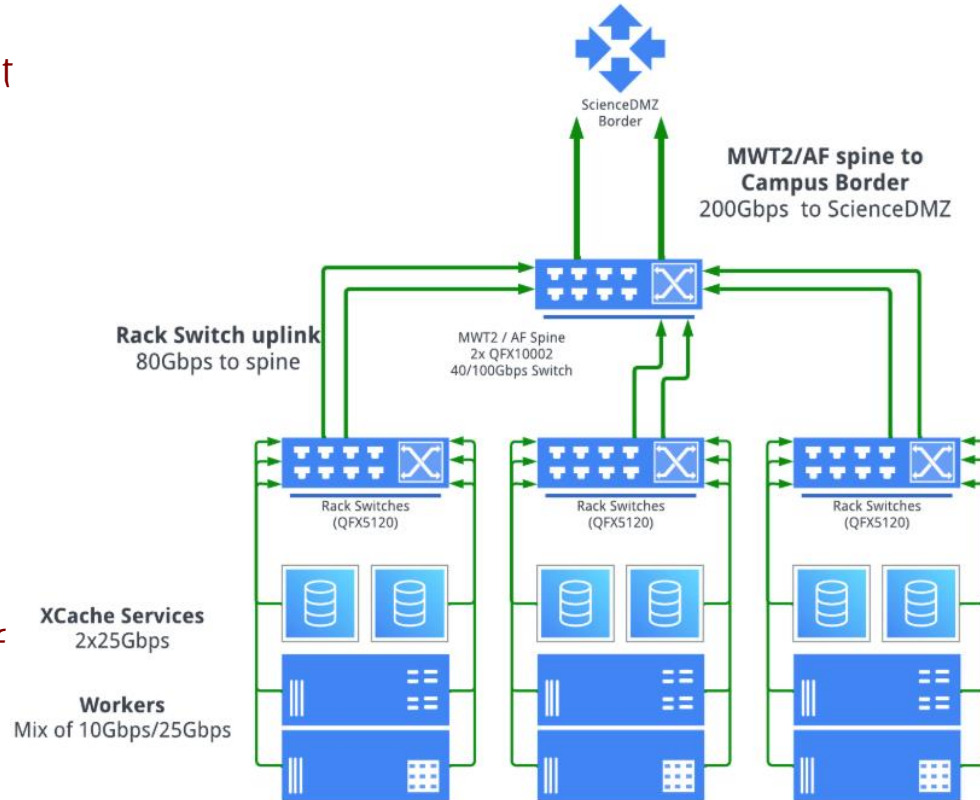 t
ScienceDMZ
Border
MWT2/AF spine to
Campus Border
200Gbps to ScienceDMZ
Rack Switch uplink
80Gbps to spine
MWT2 / AF Spine
2x QFX10002
40/100Gbps Switch
Rack Switches
(QFX5120)
Rack Switches
(QFX5120)
Rack Switches
(QFX5120)
XCache Services
2x25Gbps
Workers
Mix of 10Gbps/25Gbps